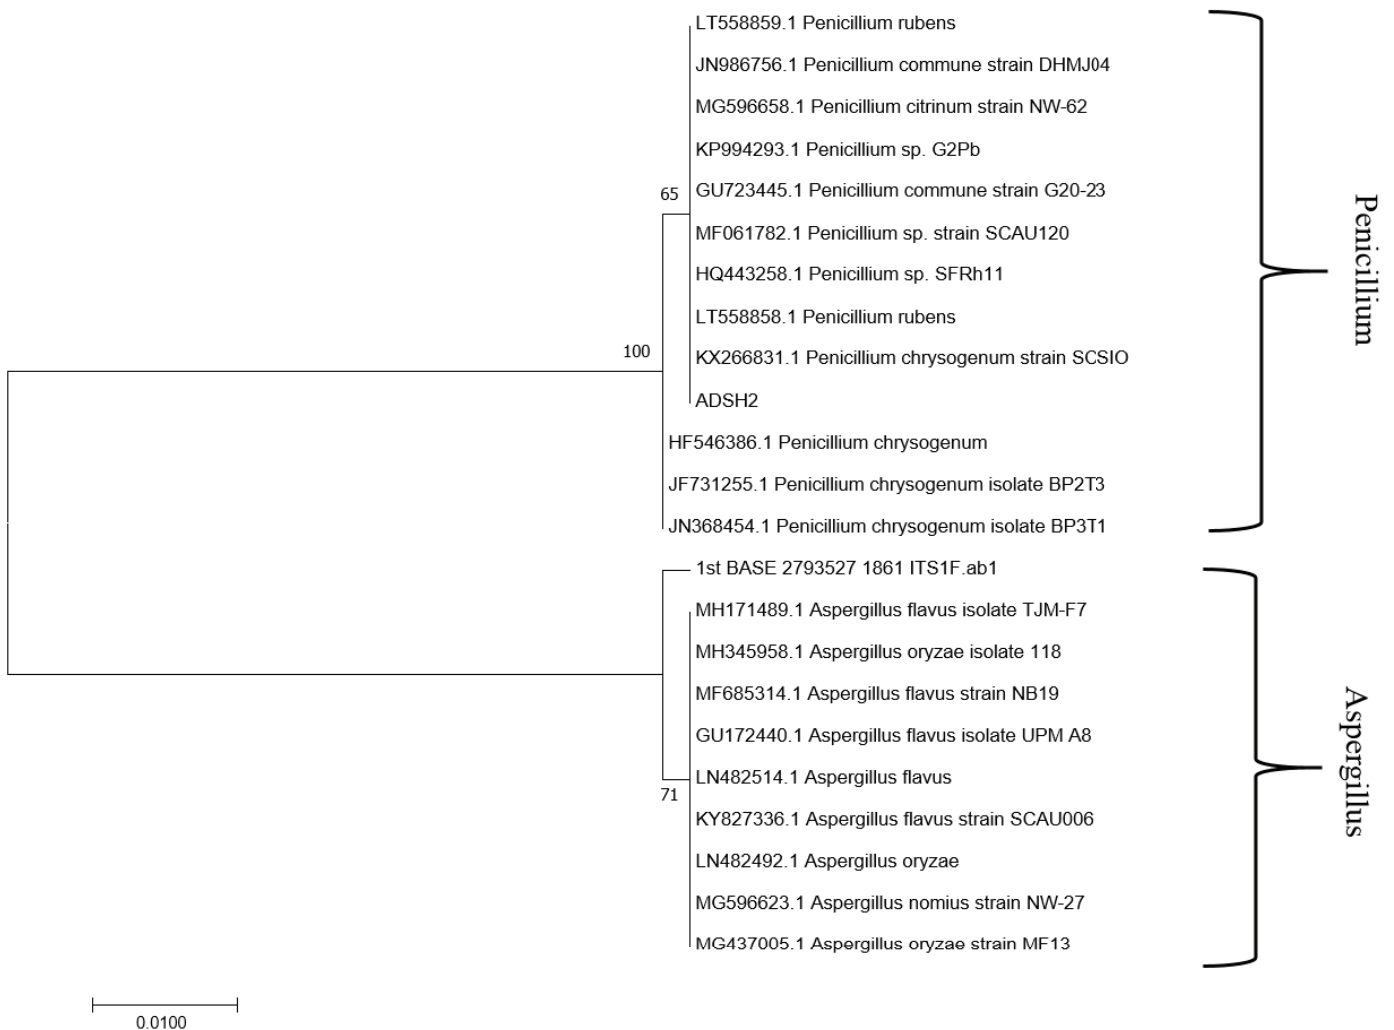 LT558859.1 Penicillium rubens
JN986756.1 Penicillium commune strain DHMJ04
MG596658.1 Penicillium citrinum strain NW-62
KP994293.1 Penicillium sp. G2Pb
65
GU723445.1 Penicillium commune strain G20-23
MF061782.1 Penicillium sp. strain SCAU120
HQ443258.1 Penicillium sp. SFRh11
LT558858.1 Penicillium rubens
100
KX266831.1 Penicillium chrysogenum strain SCSIO
ADSH2
HF546386.1 Penicillium chrysogenum
JF731255.1 Penicillium chrysogenum isolate BP2T3
JN368454.1 Penicillium chrysogenum isolate BP3T1
Penicillium
1st BASE 2793527 1861 ITS1F.ab1
MH171489.1 Aspergillus flavus isolate TJM-F7
MH345958.1 Aspergillus oryzae isolate 118
MF685314.1 Aspergillus flavus strain NB19
GU172440.1 Aspergillus flavus isolate UPM A8
LN482514.1 Aspergillus flavus
71
KY827336.1 Aspergillus flavus strain SCAU006
LN482492.1 Aspergillus oryzae
MG596623.1 Aspergillus nomius strain NW-27
MG437005.1 Aspergillus oryzae strain MF13
Aspergillus
0.0100